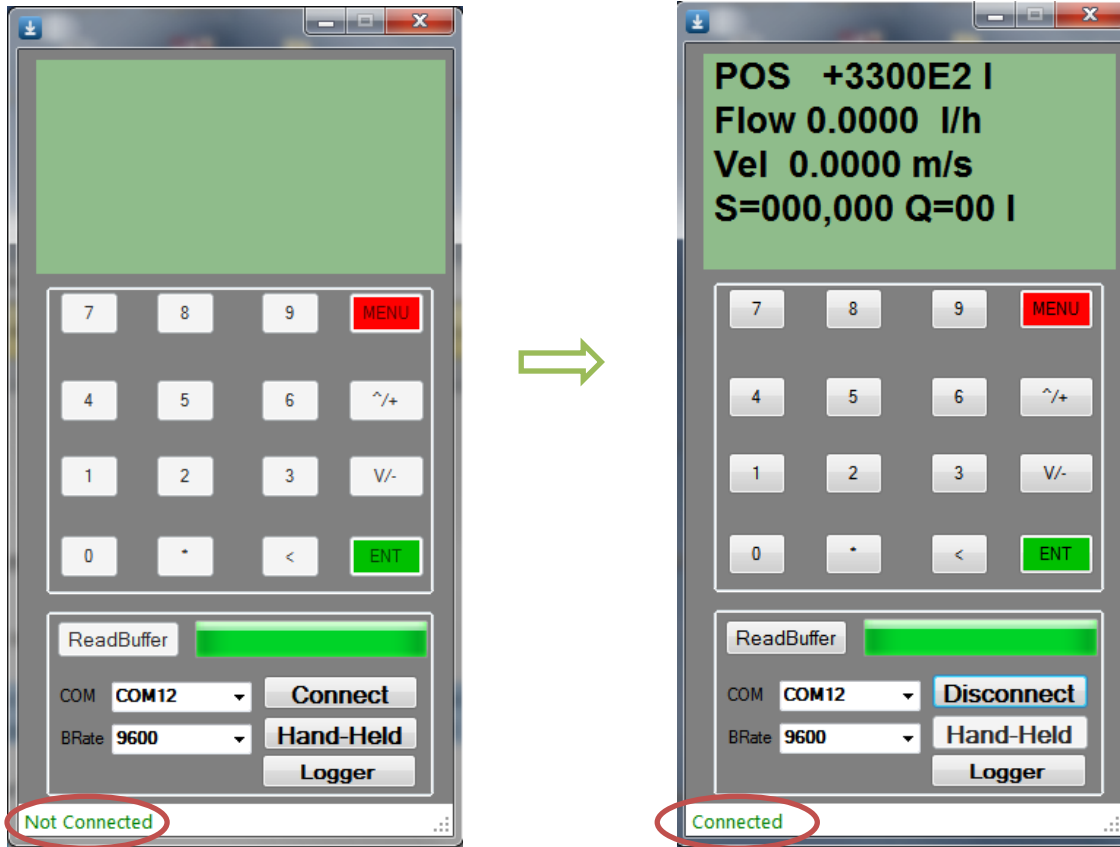 7 8 9 MENU
4 5 6 ^/+
1 2 3 V/-
0 * < ENT
ReadBuffer
COM COM12 Connect
BRate 9600 Hand-Held
Logger
Not Connected
POS +3300E2 l
Flow 0.0000 l/h
Vel 0.0000 m/s
S=000,000 Q=00 l
7 8 9 MENU
4 5 6 ^/+
1 2 3 V/-
0 * < ENT
ReadBuffer
COM COM12 Disconnect
BRate 9600 Hand-Held
Logger
Connected